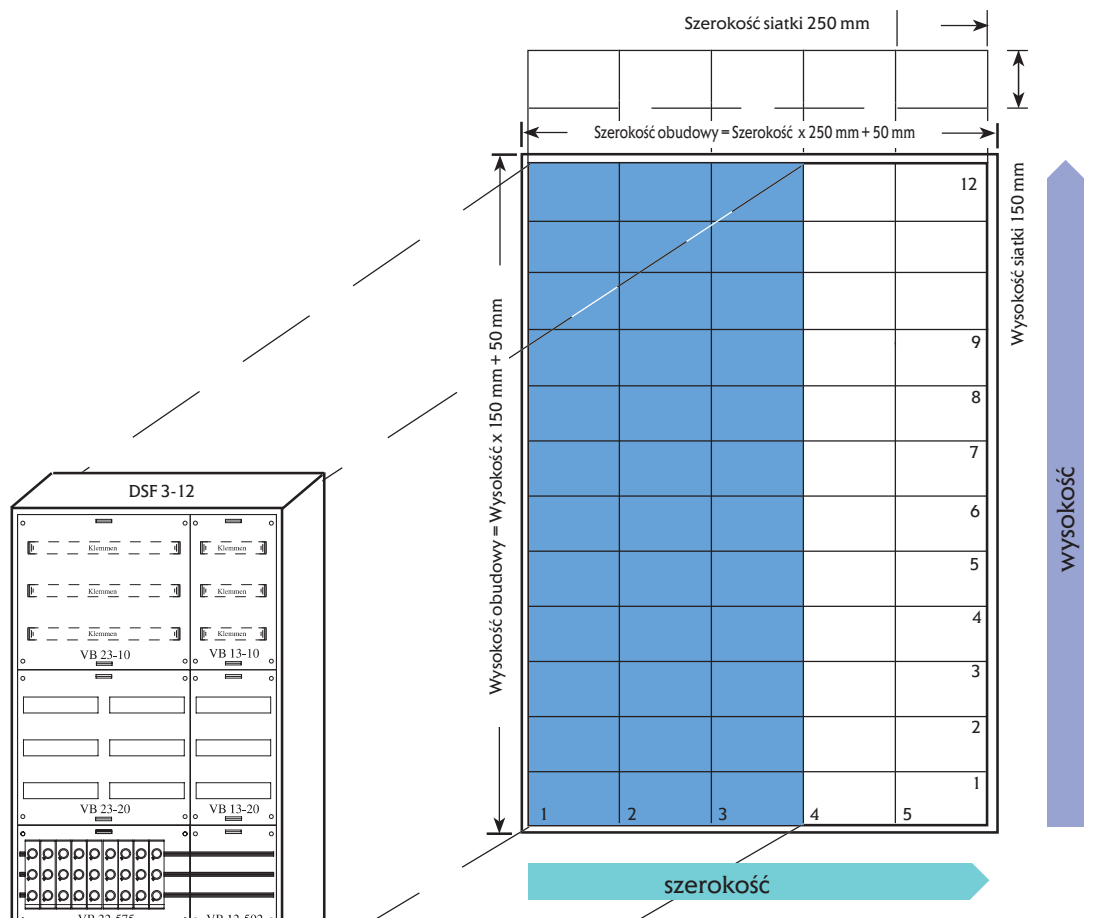 Szerokość siatki 250 mm
Szerokość obudowy = Szerokość x 250 mm + 50 mm
Wysokość siatki 150 mm
Wysokość obudowy = Wysokość x 150 mm + 50 mm
12
9
8
7
6
5
4
3
2
1
1 2 3 4 5
wysokość
szerokość
DSF 3-12
Klemmen Klemmen
Klemmen Klemmen
Klemmen Klemmen
VB 23-10 VB 13-10
VB 23-20 VB 13-20